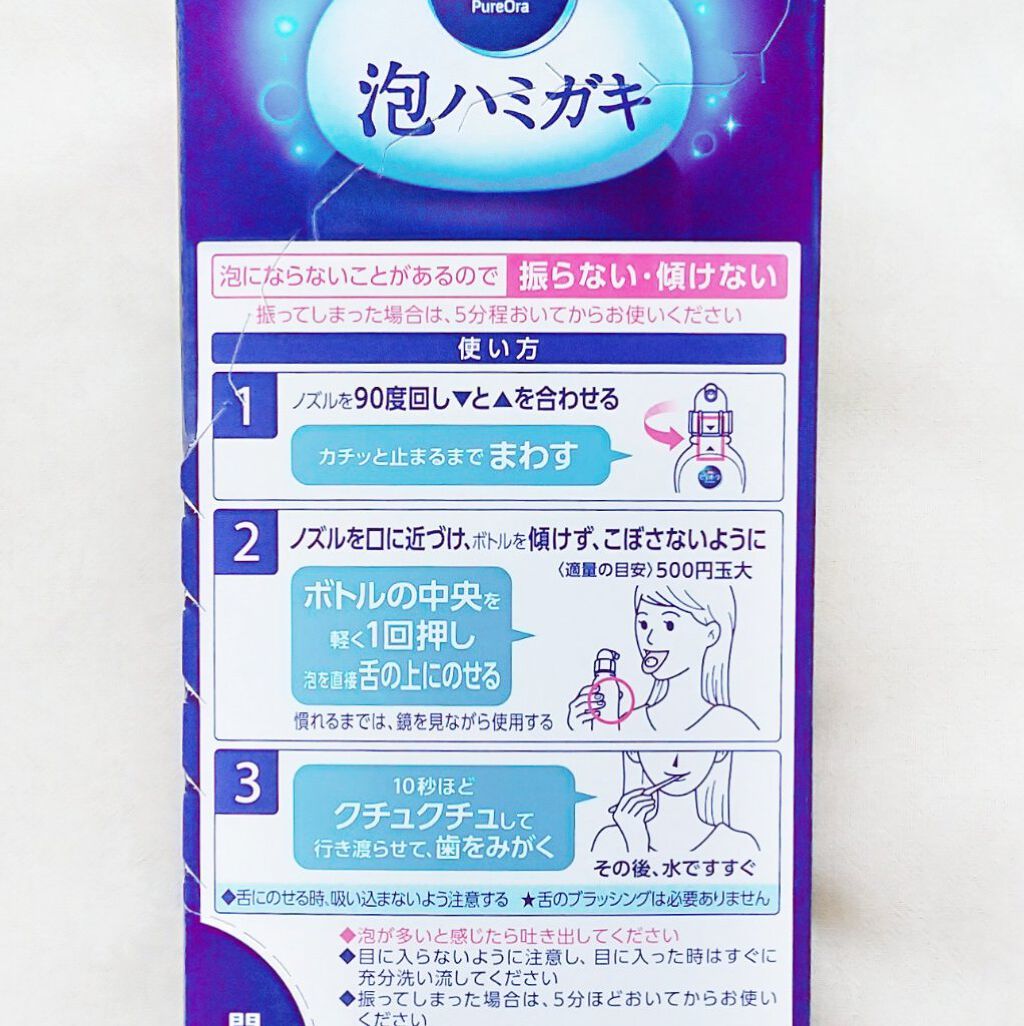 PureOra
泡ハミガキ
泡にならないことがあるので 振らない・傾けない
振ってしまった場合は、5分程おいてからお使いください
使い方
1
ノズルを90度回し▼と▲を合わせる
カチッと止まるまで まわす
2
ノズルを口に近づけ、ボトルを傾けず、こぼさないように
〈適量の目安〉500円玉大
ボトルの中央を
軽く1回押し
泡を直接舌の上にのせる
慣れるまでは、鏡を見ながら使用する
3
10秒ほど
クチュクチュして
行き渡らせて、歯をみがく
その後、水ですすぐ
◆舌にのせる時、吸い込まないよう注意する ★舌のブラッシングは必要ありません
◆泡が多いと感じたら吐き出してください
◆目に入らないように注意し、目に入った時はすぐに
充分洗い流してください
◆振ってしまった場合は、5分ほどおいてからお使い
ください